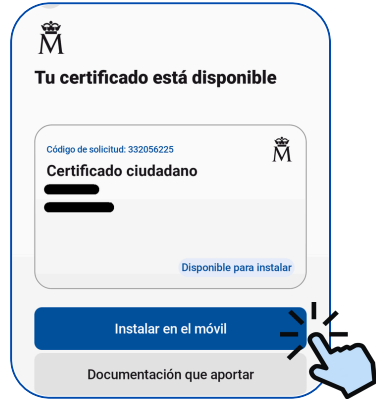 Tu certificado está disponible
Código de solicitud: 332056225
Certificado ciudadano
Disponible para instalar
Instalar en el móvil
Documentación que aportar